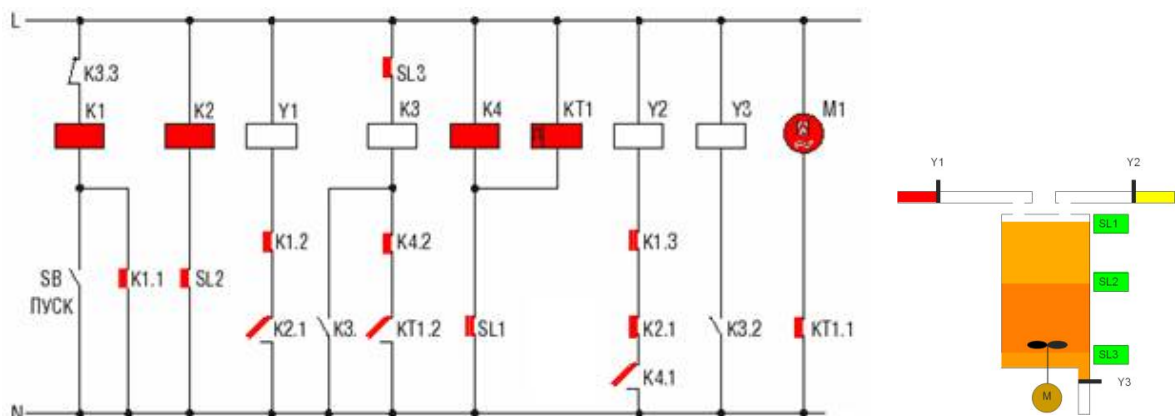 L
K3.3
SL3
K1
K2
Y1
K3
K4
KT1
Y2
Y3
M1
K1.2
K4.2
K1.3
SB
ПУСК
K1.1
SL2
K2.1
K3.
KT1.2
SL1
K2.1
K3.2
KT1.1
K4.1
N
Y1
Y2
SL1
SL2
SL3
Y3
M